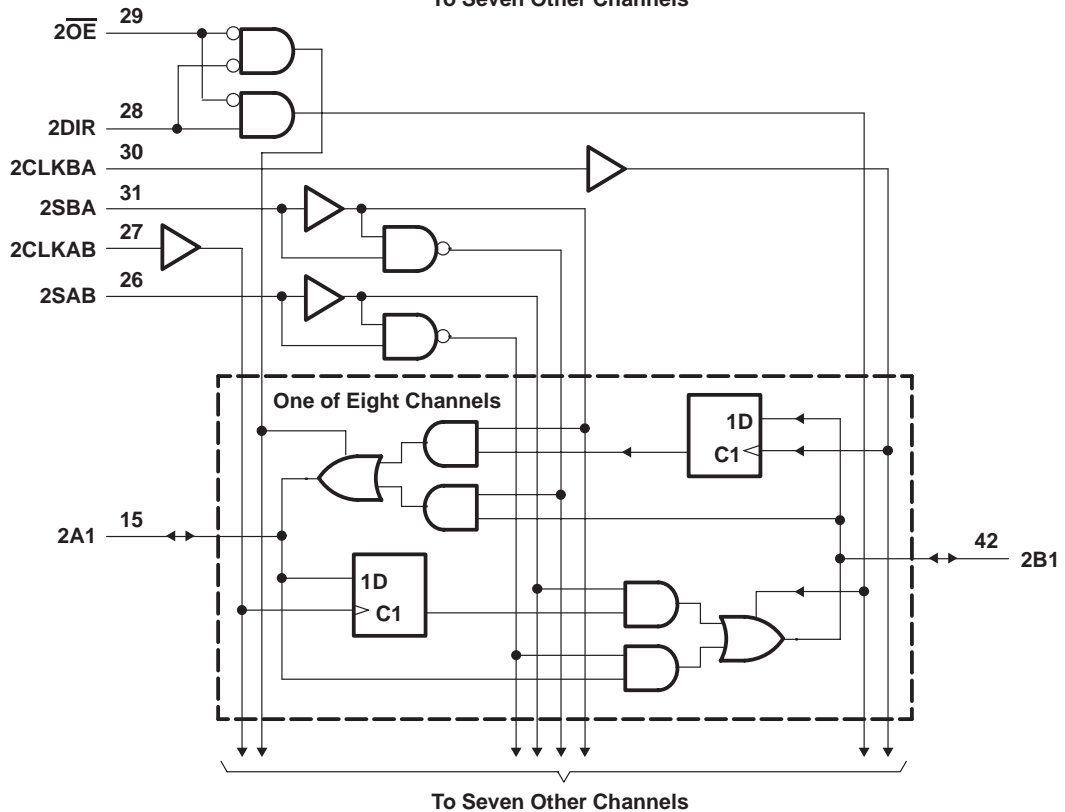 To Seven Other Channels
2O̅E̅ 29
2DIR 28
2CLKBA 30
2SBA 31
2CLKAB 27
2SAB 26
One of Eight Channels
1D
C1
2A1 15
42 2B1
1D
C1
To Seven Other Channels